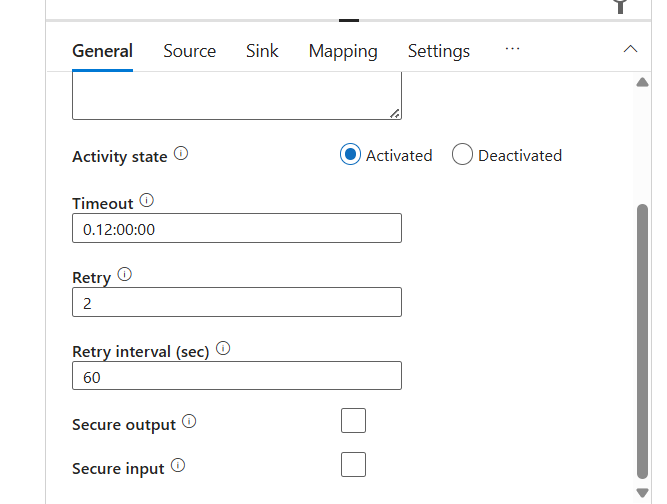 General Source Sink Mapping Settings ...
Activity state Activated Deactivated
Timeout
0.12:00:00
Retry
2
Retry interval (sec)
60
Secure output
Secure input